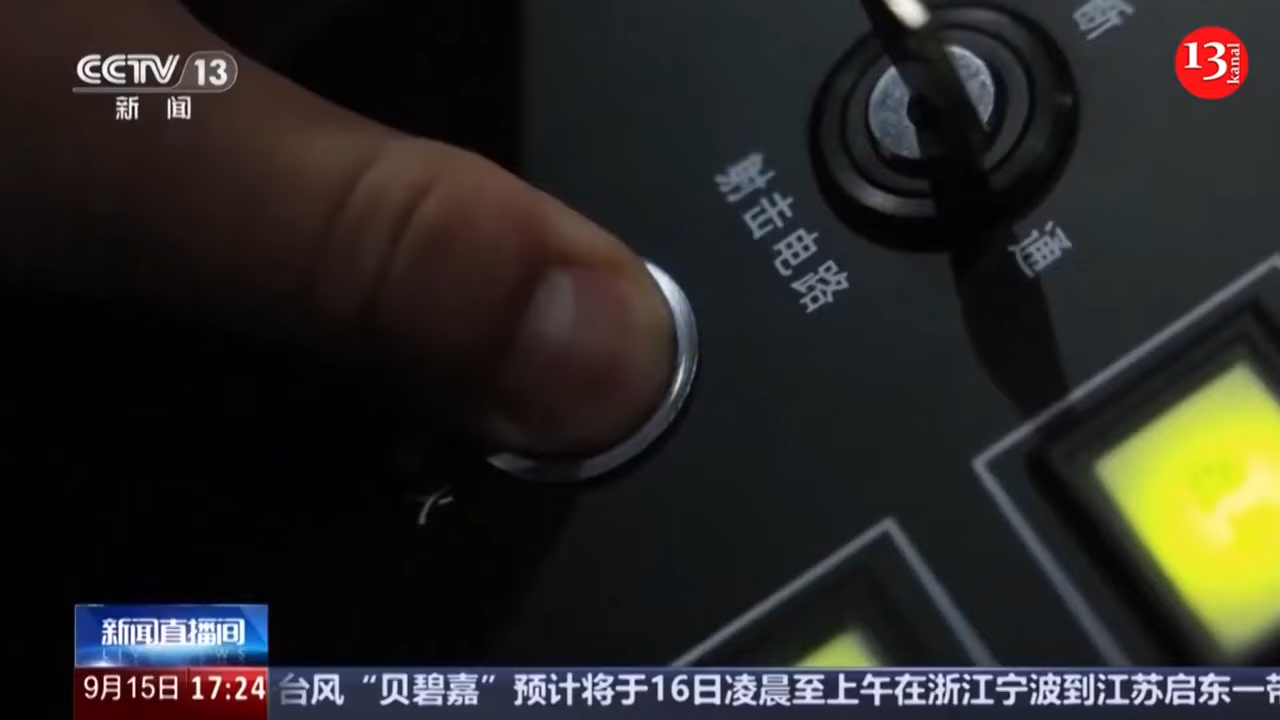 CCTV 13
新闻
13 kanal
断
射击电路
通
新闻直播间
LIVE NEWS
9月15日 17:24
台风“贝碧嘉”预计将于16日凌晨至上午在浙江宁波到江苏启东一带